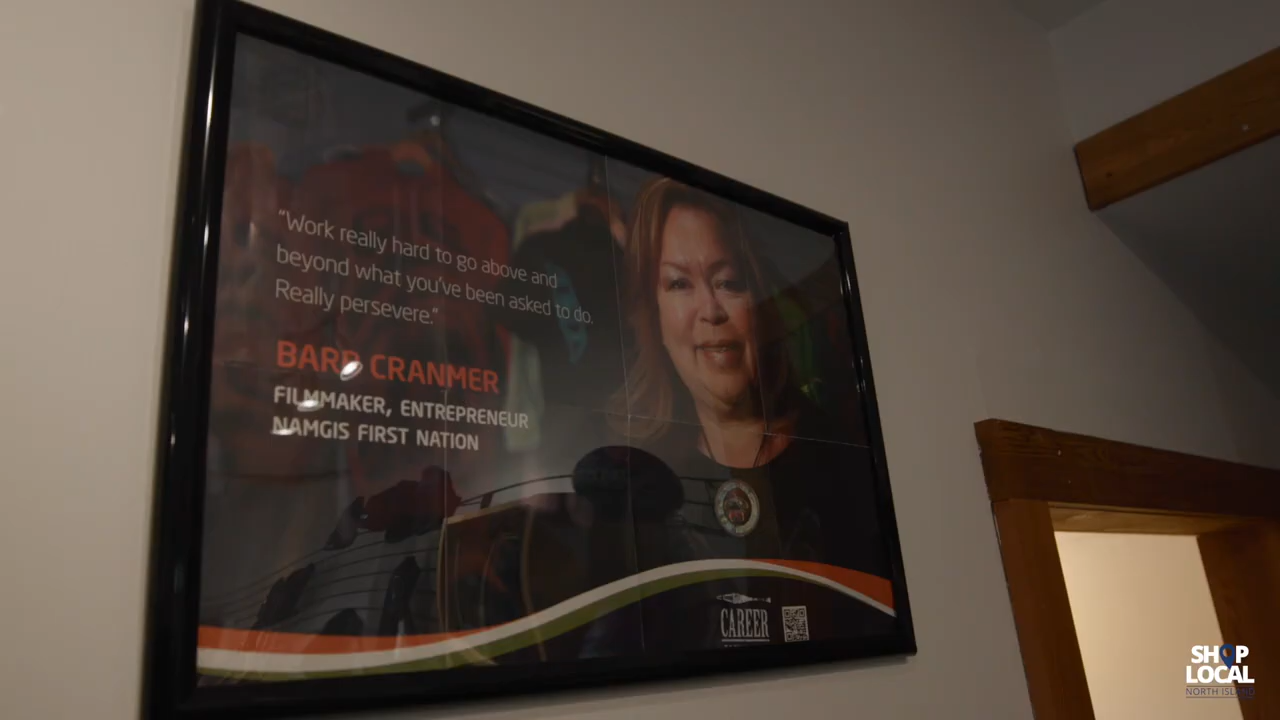 “Work really hard to go above and
beyond what you've been asked to do.
Really persevere.”
BARB CRANMER
FILMMAKER, ENTREPRENEUR
NAMGIS FIRST NATION
CAREER
SHOP
LOCAL
NORTH ISLAND